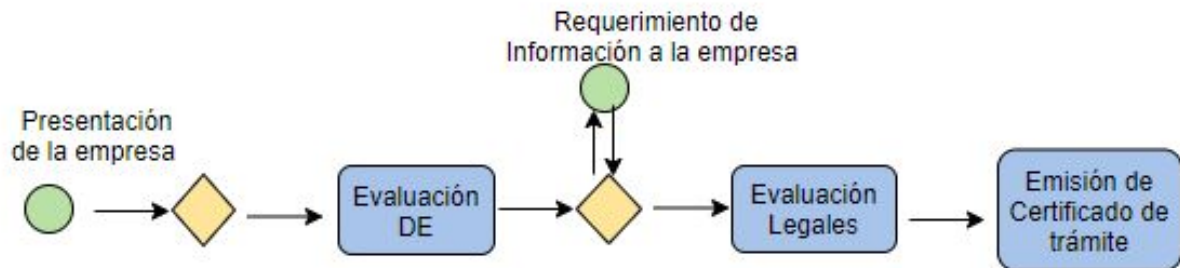 Requerimiento de
Información a la empresa
Presentación
de la empresa
Evaluación
DE
Evaluación
Legales
Emisión de
Certificado de
trámite